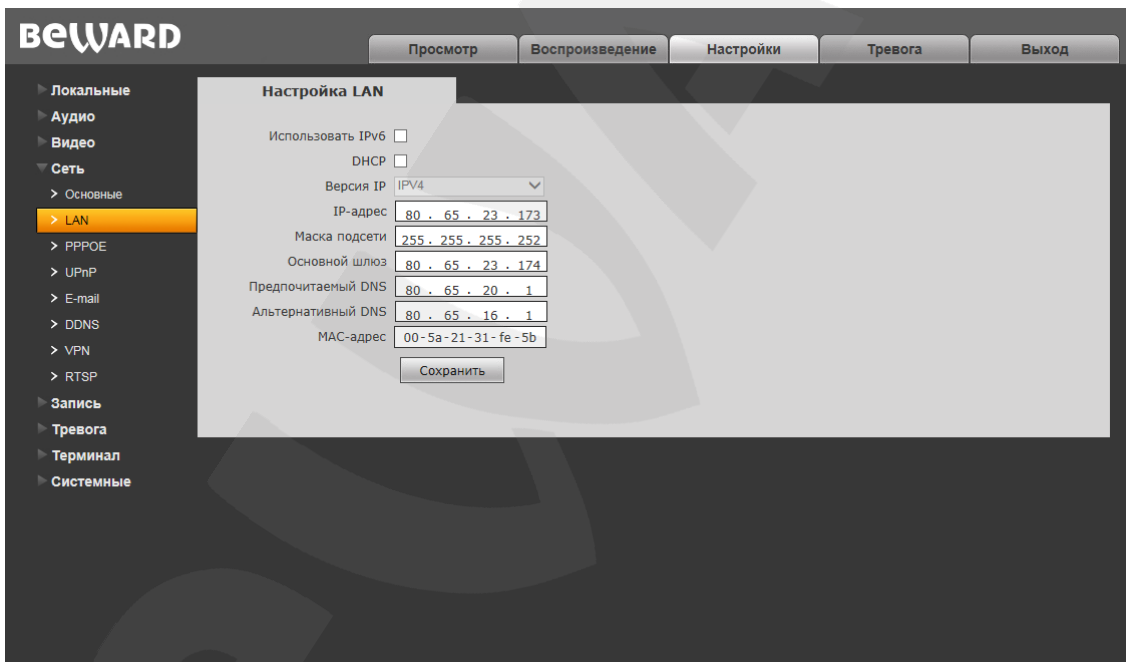 BEWARD
Просмотр Воспроизведение Настройки Тревога Выход
Локальные
Аудио
Видео
Сеть
> Основные
> LAN
> PPPOE
> UPnP
> E-mail
> DDNS
> VPN
> RTSP
Запись
Тревога
Терминал
Системные
Настройка LAN
Использовать IPv6
DHCP
Версия IP IPV4
IP-адрес 80 . 65 . 23 . 173
Маска подсети 255. 255. 255. 252
Основной шлюз 80 . 65 . 23 . 174
Предпочитаемый DNS 80 . 65 . 20 . 1
Альтернативный DNS 80 . 65 . 16 . 1
MAC-адрес 00-5a-21-31-fe-5b
Сохранить